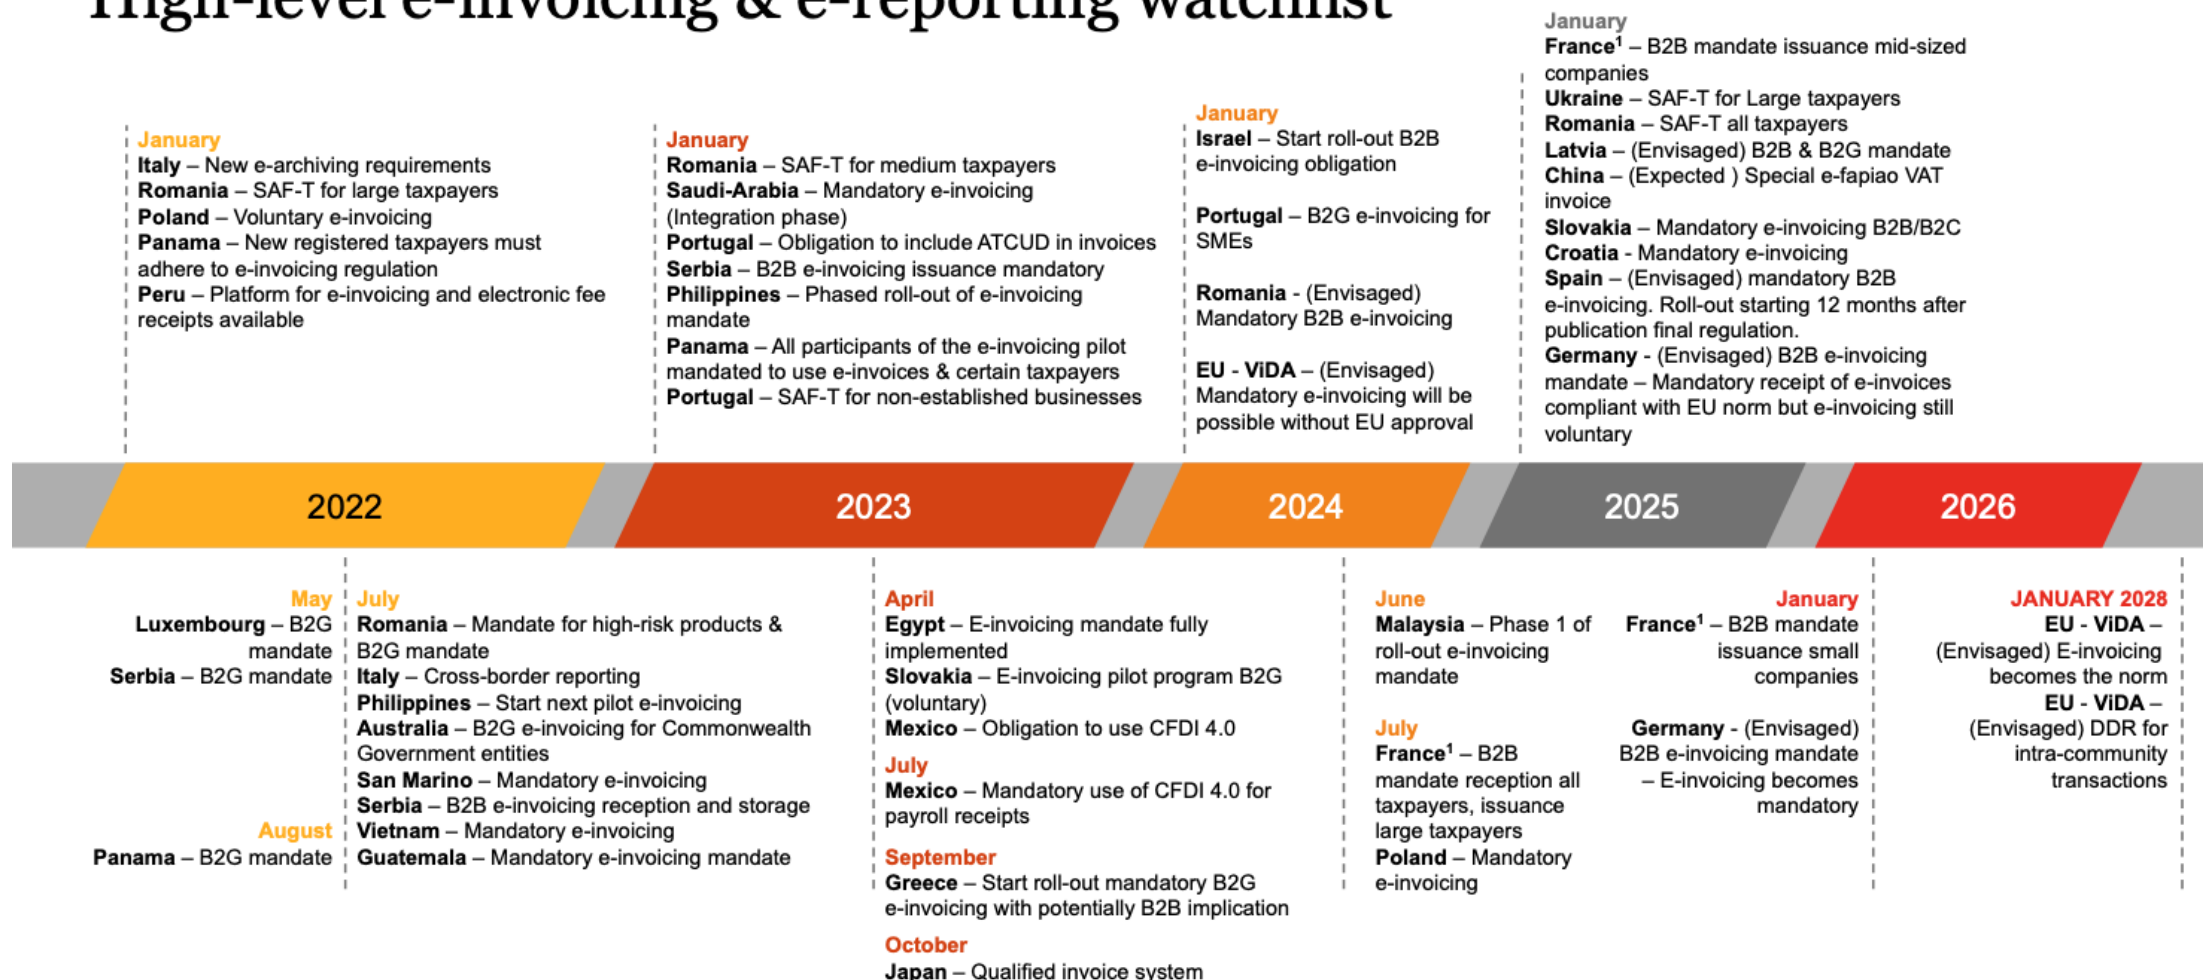 High-level e-invoicing & e-reporting watchlist
January
Italy – New e-archiving requirements
Romania – SAF-T for large taxpayers
Poland – Voluntary e-invoicing
Panama – New registered taxpayers must
adhere to e-invoicing regulation
Peru – Platform for e-invoicing and electronic fee
receipts available
January
Romania – SAF-T for medium taxpayers
Saudi-Arabia – Mandatory e-invoicing
(Integration phase)
Portugal – Obligation to include ATCUD in invoices
Serbia – B2B e-invoicing issuance mandatory
Philippines – Phased roll-out of e-invoicing
mandate
Panama – All participants of the e-invoicing pilot
mandated to use e-invoices & certain taxpayers
Portugal – SAF-T for non-established businesses
January
Israel – Start roll-out B2B
e-invoicing obligation
Portugal – B2G e-invoicing for
SMEs
Romania - (Envisaged)
Mandatory B2B e-invoicing
EU - ViDA – (Envisaged)
Mandatory e-invoicing will be
possible without EU approval
January
France¹ – B2B mandate issuance mid-sized
companies
Ukraine – SAF-T for Large taxpayers
Romania – SAF-T all taxpayers
Latvia – (Envisaged) B2B & B2G mandate
China – (Expected ) Special e-fapiao VAT
invoice
Slovakia – Mandatory e-invoicing B2B/B2C
Croatia - Mandatory e-invoicing
Spain – (Envisaged) mandatory B2B
e-invoicing. Roll-out starting 12 months after
publication final regulation.
Germany - (Envisaged) B2B e-invoicing
mandate – Mandatory receipt of e-invoices
compliant with EU norm but e-invoicing still
voluntary
2022
2023
2024
2025
2026
May
Luxembourg – B2G
mandate
Serbia – B2G mandate
August
Panama – B2G mandate
July
Romania – Mandate for high-risk products &
B2G mandate
Italy – Cross-border reporting
Philippines – Start next pilot e-invoicing
Australia – B2G e-invoicing for Commonwealth
Government entities
San Marino – Mandatory e-invoicing
Serbia – B2B e-invoicing reception and storage
Vietnam – Mandatory e-invoicing
Guatemala – Mandatory e-invoicing mandate
April
Egypt – E-invoicing mandate fully
implemented
Slovakia – E-invoicing pilot program B2G
(voluntary)
Mexico – Obligation to use CFDI 4.0
July
Mexico – Mandatory use of CFDI 4.0 for
payroll receipts
September
Greece – Start roll-out mandatory B2G
e-invoicing with potentially B2B implication
October
Japan – Qualified invoice system
June
Malaysia – Phase 1 of
roll-out e-invoicing
mandate
July
France¹ – B2B
mandate reception all
taxpayers, issuance
large taxpayers
Poland – Mandatory
e-invoicing
January
France¹ – B2B mandate
issuance small
companies
Germany - (Envisaged)
B2B e-invoicing mandate
– E-invoicing becomes
mandatory
JANUARY 2028
EU - ViDA –
(Envisaged) E-invoicing
becomes the norm
EU - ViDA –
(Envisaged) DDR for
intra-community
transactions